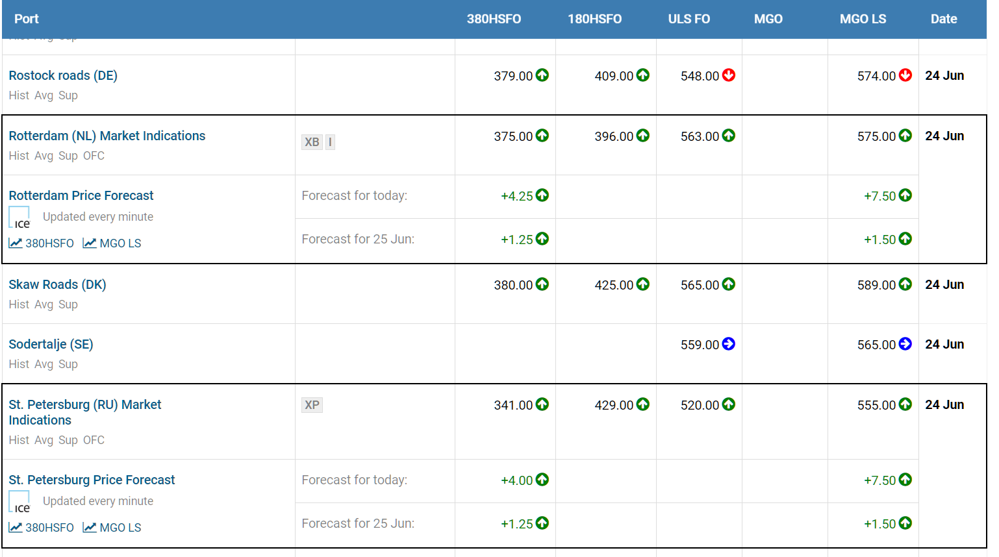 Port 380HSFO 180HSFO ULS FO MGO MGO LS Date
Hist Avg Sup
Rostock roads (DE) 379.00 409.00 548.00 574.00 24 Jun
Hist Avg Sup
Rotterdam (NL) Market Indications XB I 375.00 396.00 563.00 575.00 24 Jun
Hist Avg Sup OFC
Rotterdam Price Forecast Forecast for today: +4.25 +7.50
ice Updated every minute
380HSFO MGO LS Forecast for 25 Jun: +1.25 +1.50
Skaw Roads (DK) 380.00 425.00 565.00 589.00 24 Jun
Hist Avg Sup
Sodertalje (SE) 559.00 565.00 24 Jun
Hist Avg Sup
St. Petersburg (RU) Market XP 341.00 429.00 520.00 555.00 24 Jun
Indications
Hist Avg Sup OFC
St. Petersburg Price Forecast Forecast for today: +4.00 +7.50
ice Updated every minute
380HSFO MGO LS Forecast for 25 Jun: +1.25 +1.50